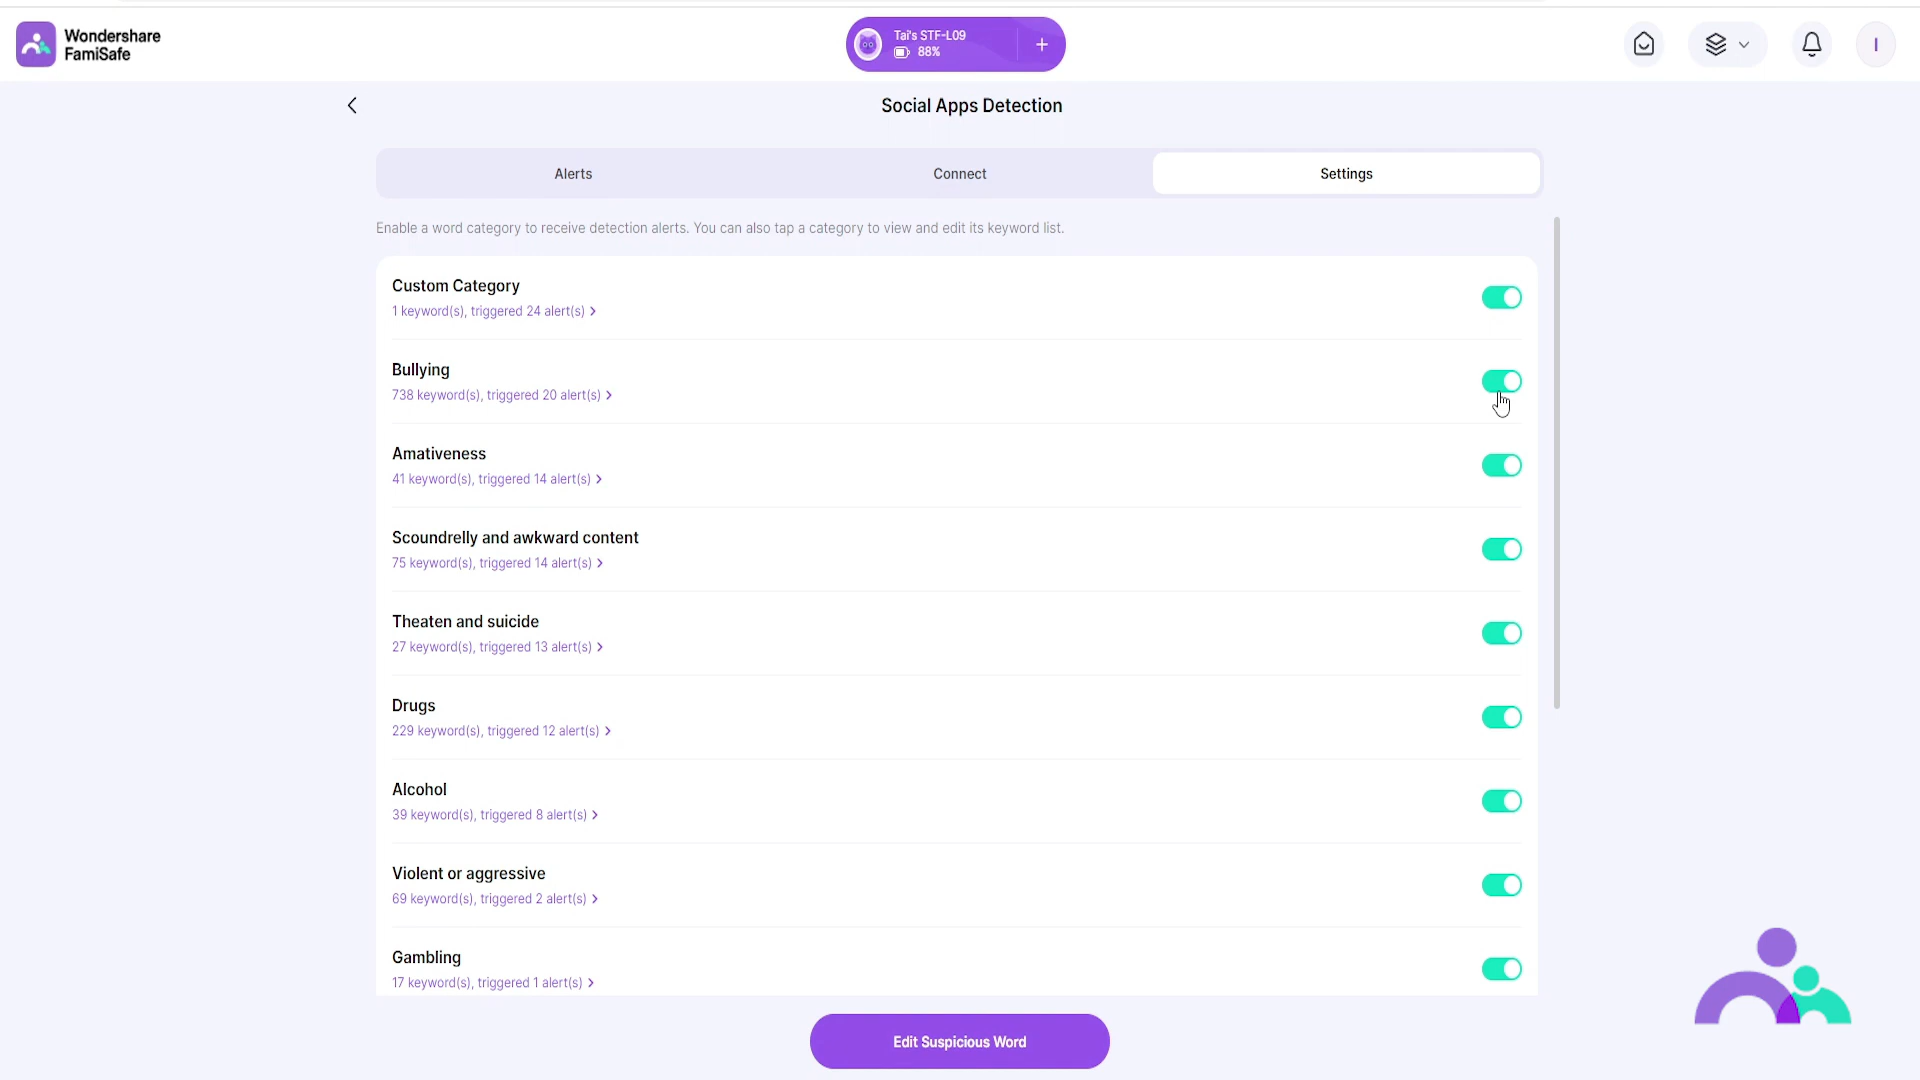 Wondershare
FamiSafe
Tai's STF-L09
88%
I
Social Apps Detection
Alerts
Connect
Settings
Enable a word category to receive detection alerts. You can also tap a category to view and edit its keyword list.
Custom Category
1 keyword(s), triggered 24 alert(s)
Bullying
738 keyword(s), triggered 20 alert(s)
Amativeness
41 keyword(s), triggered 14 alert(s)
Scoundrelly and awkward content
75 keyword(s), triggered 14 alert(s)
Theaten and suicide
27 keyword(s), triggered 13 alert(s)
Drugs
229 keyword(s), triggered 12 alert(s)
Alcohol
39 keyword(s), triggered 8 alert(s)
Violent or aggressive
69 keyword(s), triggered 2 alert(s)
Gambling
17 keyword(s), triggered 1 alert(s)
Edit Suspicious Word